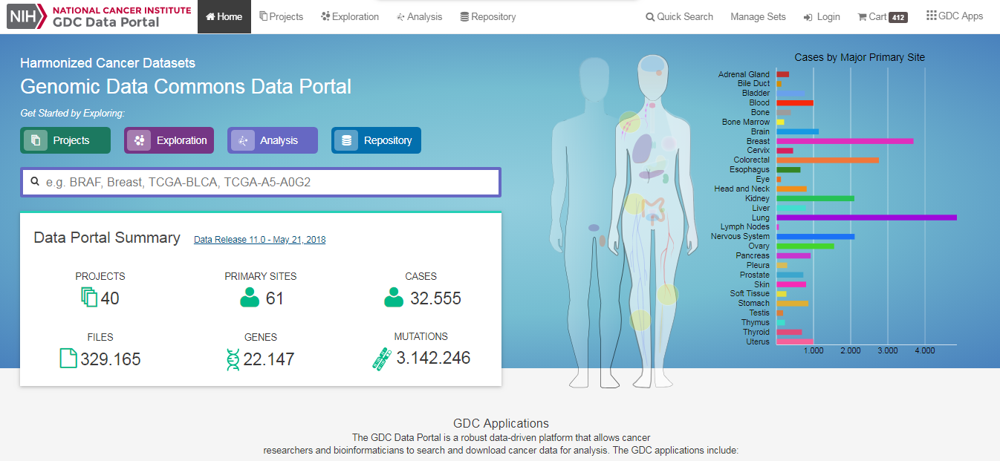 NIH NATIONAL CANCER INSTITUTE
GDC Data Portal
Home
Projects
Exploration
Analysis
Repository
Quick Search
Manage Sets
Login
Cart 412
GDC Apps
Harmonized Cancer Datasets
Genomic Data Commons Data Portal
Get Started by Exploring:
Projects
Exploration
Analysis
Repository
e.g. BRAF, Breast, TCGA-BLCA, TCGA-A5-A0G2
Data Portal Summary
Data Release 11.0 - May 21, 2018
PROJECTS
40
PRIMARY SITES
61
CASES
32.555
FILES
329.165
GENES
22.147
MUTATIONS
3.142.246
Cases by Major Primary Site
Adrenal Gland
Bile Duct
Bladder
Blood
Bone
Bone Marrow
Brain
Breast
Cervix
Colorectal
Esophagus
Eye
Head and Neck
Kidney
Liver
Lung
Lymph Nodes
Nervous System
Ovary
Pancreas
Pleura
Prostate
Skin
Soft Tissue
Stomach
Testis
Thymus
Thyroid
Uterus
1.000 2.000 3.000 4.000
GDC Applications
The GDC Data Portal is a robust data-driven platform that allows cancer
researchers and bioinformaticians to search and download cancer data for analysis. The GDC applications include: